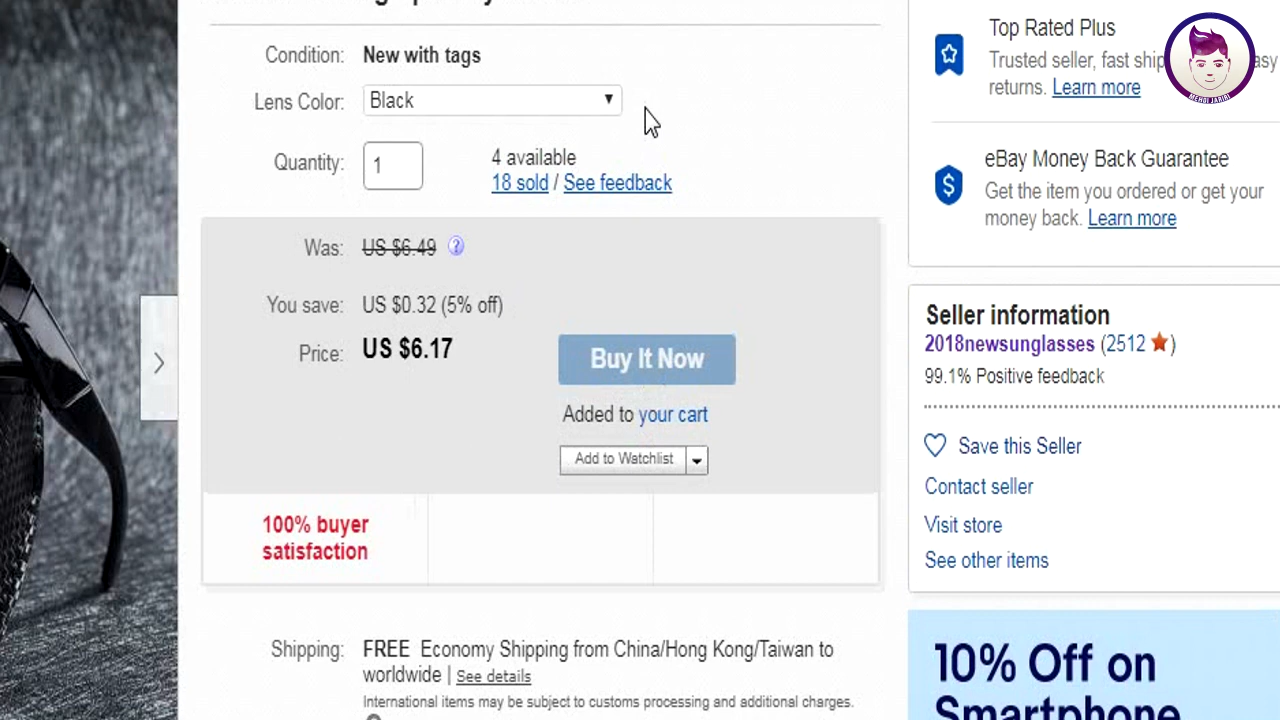 Condition: New with tags
Lens Color: Black
Quantity: 1
4 available
18 sold / See feedback
Was: US $6.49
You save: US $0.32 (5% off)
Price: US $6.17
Buy It Now
Added to your cart
Add to Watchlist
100% buyer
satisfaction
Shipping: FREE Economy Shipping from China/Hong Kong/Taiwan to
worldwide | See details
International items may be subject to customs processing and additional charges.
Top Rated Plus
Trusted seller, fast
returns. Learn more
MEHDI JABIRI
eBay Money Back Guarantee
Get the item you ordered or get your
money back. Learn more
Seller information
2018newsunglasses (2512)
99.1% Positive feedback
Save this Seller
Contact seller
Visit store
See other items
10% Off on
Smartphone